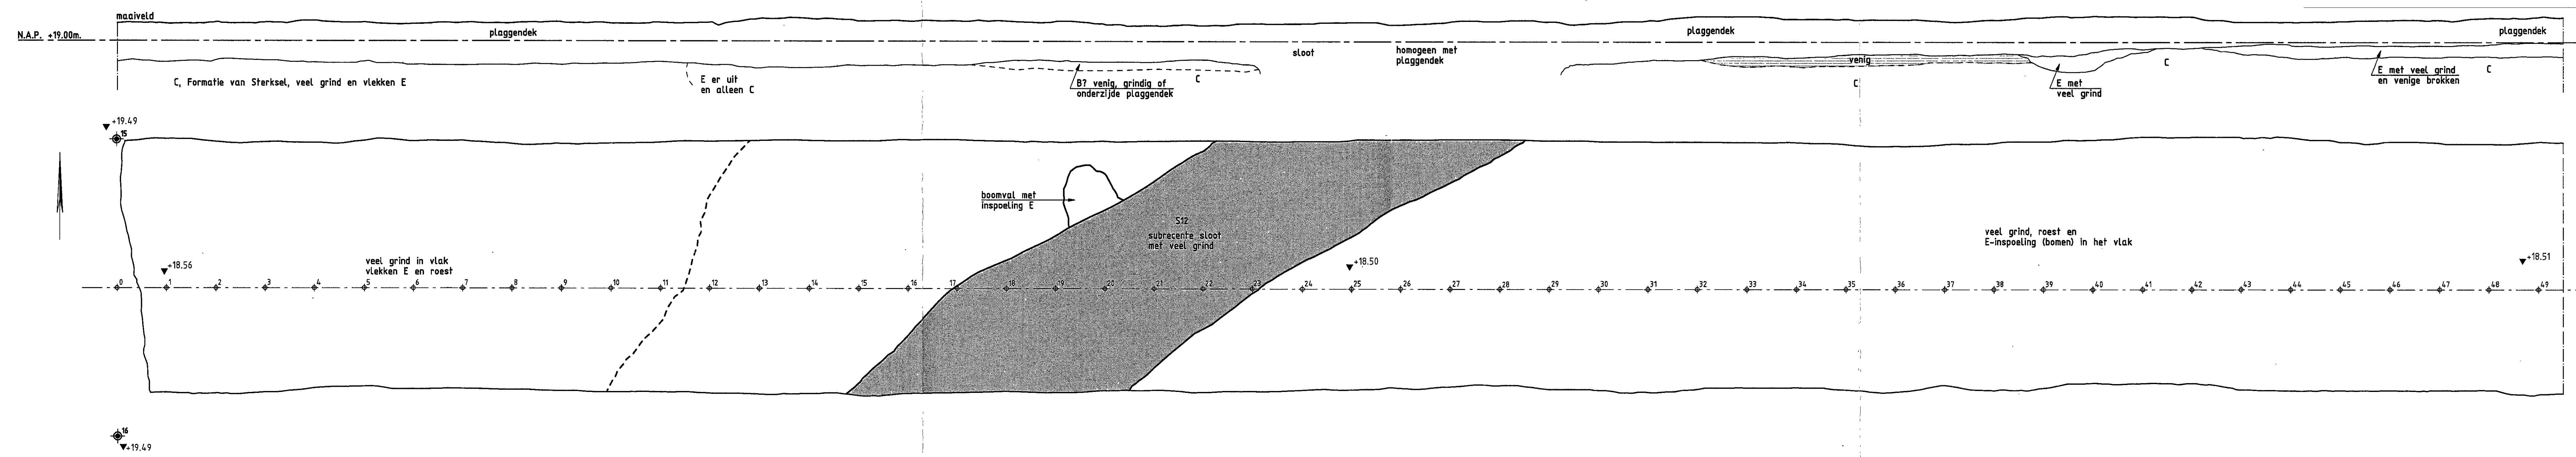 maaiveld
N.A.P. +19.00m.
plaggendek
plaggendek
plaggendek
sloot
homogeen met
plaggendek
C, Formatie van Sterksel, veel grind en vlekken E
E er uit
en alleen C
B? venig, grindig of
onderzijde plaggendek
C
venig
C
E met
veel grind
C
E met veel grind
en venige brokken
C
+19.49
15
boomval met
inspoeling E
S12
subrecente sloot
met veel grind
veel grind, roest en
E-inspoeling (bomen) in het vlak
veel grind in vlak
vlekken E en roest
+18.56
+18.50
+18.51
0 1 2 3 4 5 6 7 8 9 10 11 12 13 14 15 16 17 18 19 20 21 22 23 24 25 26 27 28 29 30 31 32 33 34 35 36 37 38 39 40 41 42 43 44 45 46 47 48 49
16
+19.49